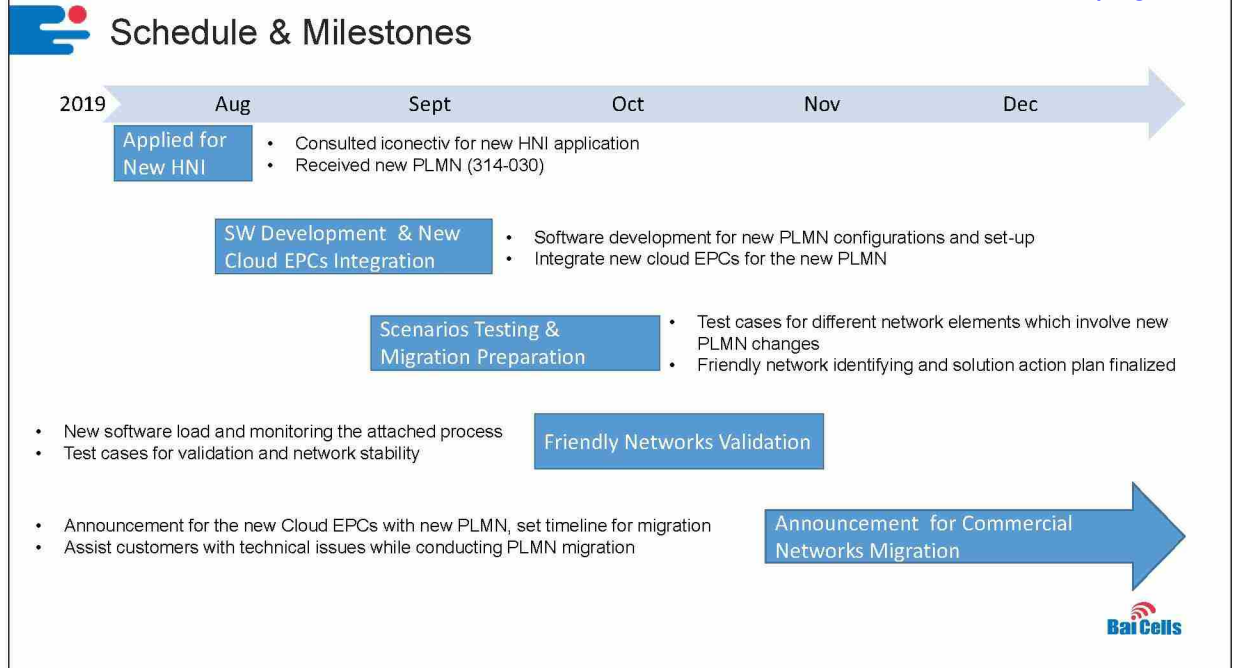 Schedule & Milestones
2019 Aug Sept Oct Nov Dec
Applied for
New HNI
• Consulted iconectiv for new HNI application
• Received new PLMN (314-030)
SW Development & New
Cloud EPCs Integration
• Software development for new PLMN configurations and set-up
• Integrate new cloud EPCs for the new PLMN
Scenarios Testing &
Migration Preparation
• Test cases for different network elements which involve new
PLMN changes
• Friendly network identifying and solution action plan finalized
• New software load and monitoring the attached process
• Test cases for validation and network stability
Friendly Networks Validation
• Announcement for the new Cloud EPCs with new PLMN, set timeline for migration
• Assist customers with technical issues while conducting PLMN migration
Announcement for Commercial
Networks Migration
BaiCells